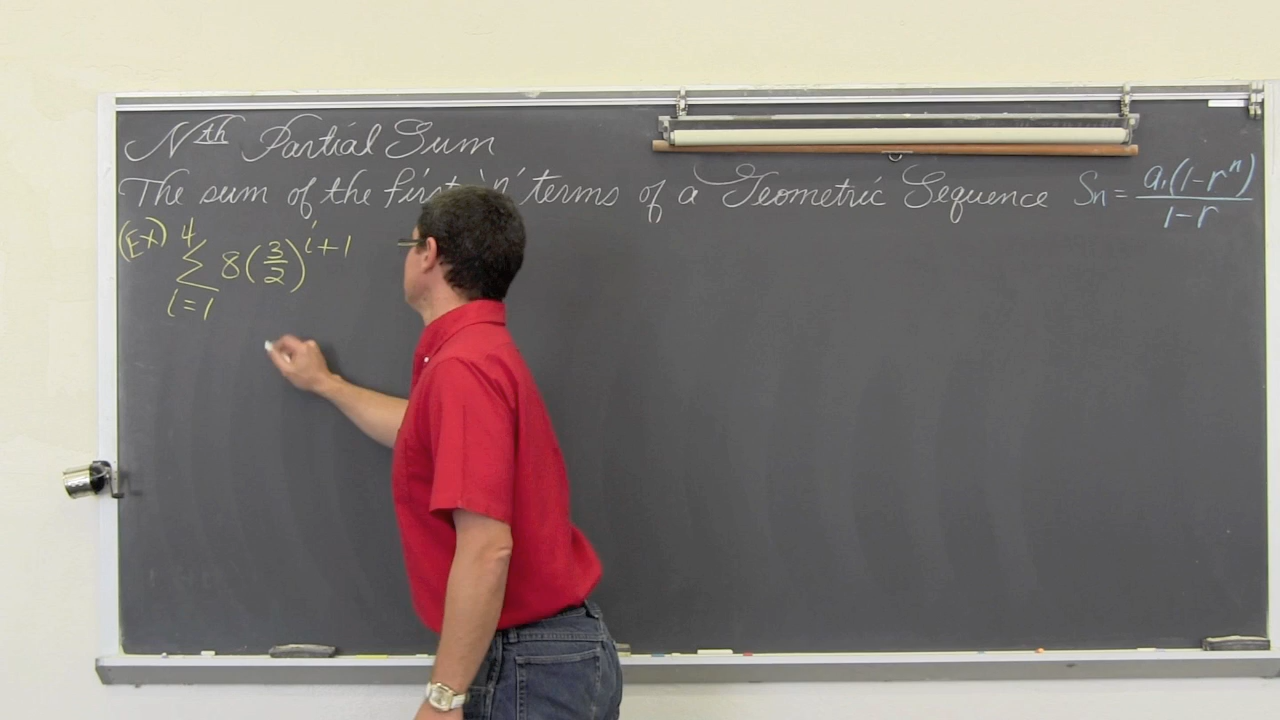 Nth Partial Sum
The sum of the first 'n' terms of a Geometric Sequence Sn = a₁(1-rⁿ) / 1-r
(Ex) 4 Σ i=1 8(3/2)^i+1